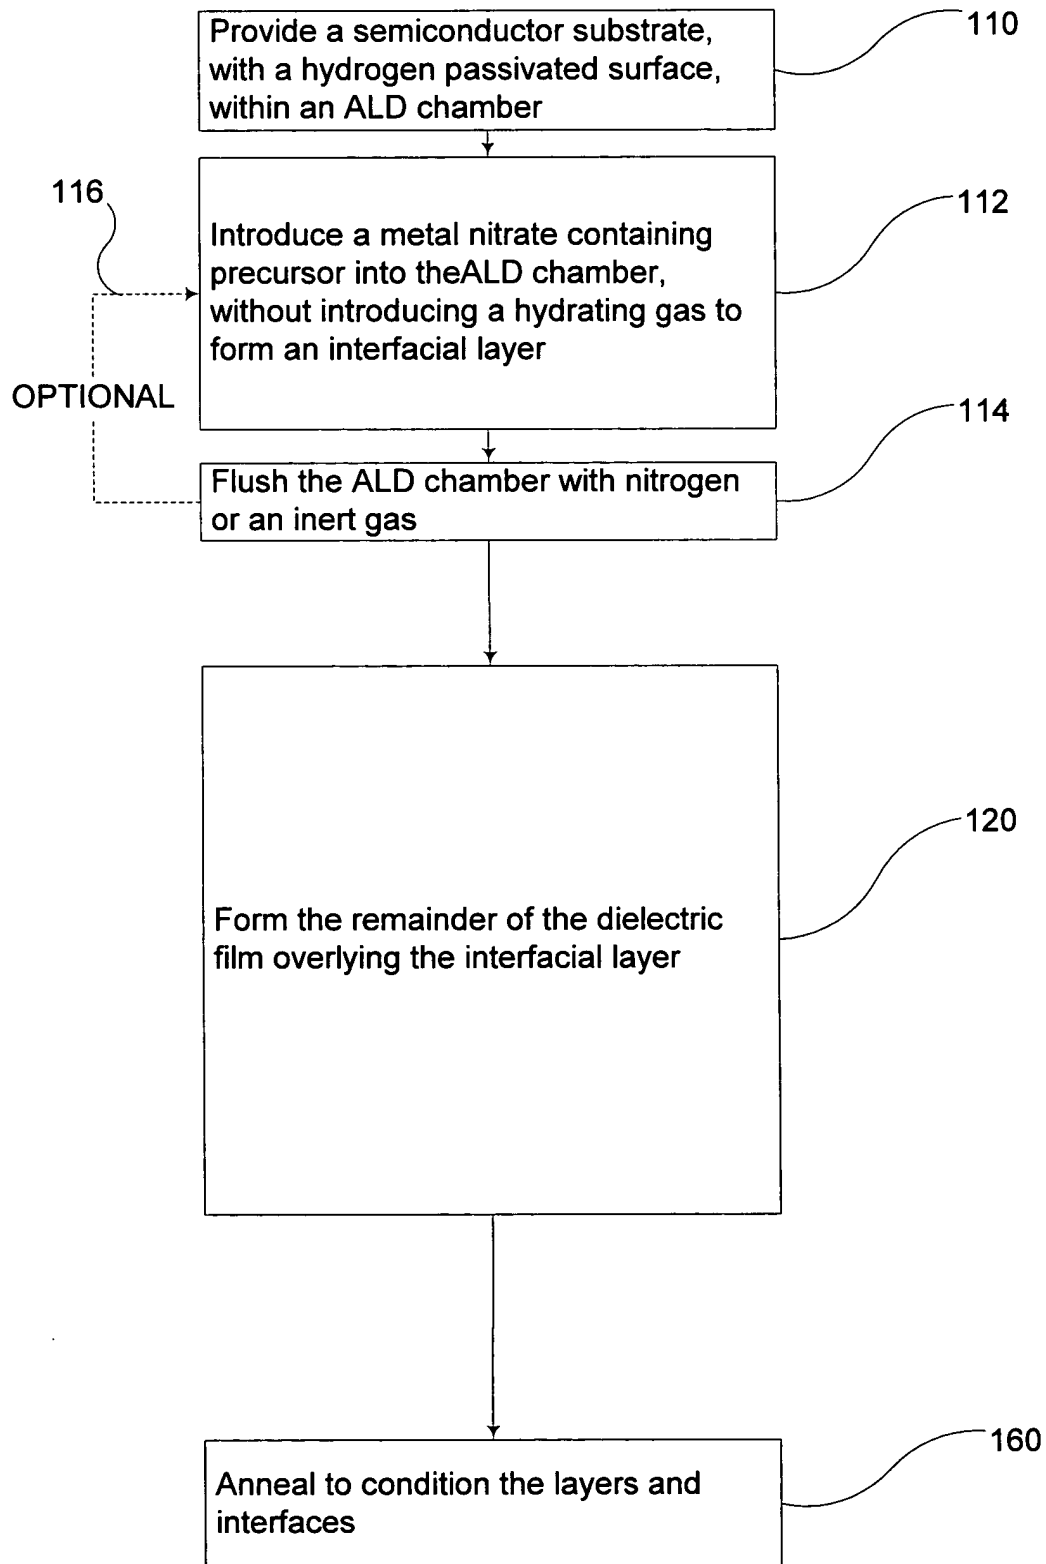 Provide a semiconductor substrate,
with a hydrogen passivated surface,
within an ALD chamber
110
116
Introduce a metal nitrate containing
precursor into theALD chamber,
without introducing a hydrating gas to
form an interfacial layer
112
OPTIONAL
Flush the ALD chamber with nitrogen
or an inert gas
114
Form the remainder of the dielectric
film overlying the interfacial layer
120
Anneal to condition the layers and
interfaces
160